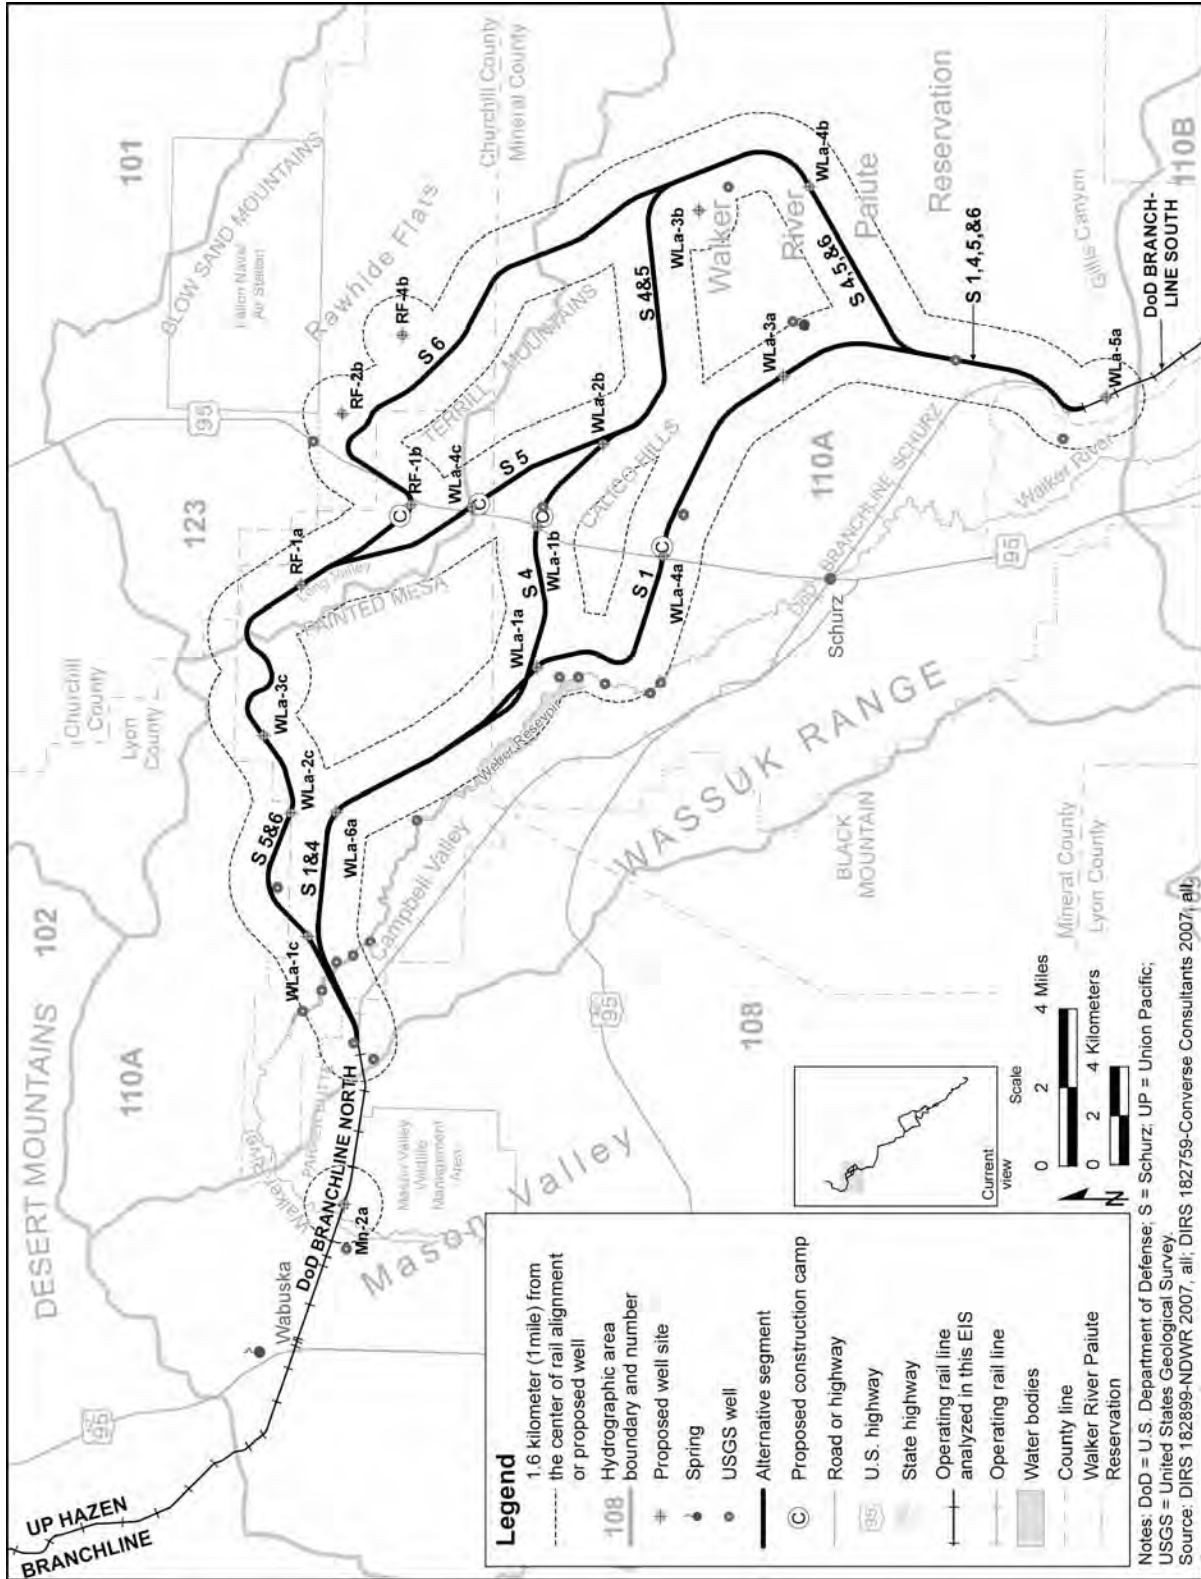 UP HAZEN
BRANCHLINE
95
Wabuska
DESERT MOUNTAINS
102
110A
DoD BRANCHLINE NORTH
Mn-2a
Walker River
PARKER BUTTE
Mason Valley
Wildlife
Management
Area
Mason Valley
WLa-1c
S 5&6
WLa-2c
WLa-3c
S 1&4
WLa-6a
Campbell Valley
Weber Reservoir
Churchill
County
Lyon
County
123
RF-1a
Long Valley
PAINTED MESA
95
RF-2b
RF-1b
RF-4b
Rawhide Flats
101
BLOW SAND MOUNTAINS
Fallon Naval
Air Station
Churchill County
Mineral County
TERRILL MOUNTAINS
S 6
WLa-4c
S 5
WLa-2b
S 4
WLa-1a
WLa-1b
CALICO HILLS
S 4&5
S 1
WLa-4a
WLa-3b
WLa-4b
WLa-3a
Walker
River
Paiute
Reservation
S 4,5,&6
S 1,4,5,&6
110A
DoD BRANCHLINE SCHURZ
Schurz
Walker River
95
WLa-5a
Gillis Canyon
110B
DoD BRANCH-
LINE SOUTH
WASSUK RANGE
BLACK
MOUNTAIN
95
108
Mineral County
Lyon County
109
C
C
C
C
Legend
1.6 kilometer (1mile) from
the center of rail alignment
or proposed well
108
Hydrographic area
boundary and number
Proposed well site
Spring
USGS well
Alternative segment
C
Proposed construction camp
Road or highway
95
U.S. highway
State highway
Operating rail line
analyzed in this EIS
Operating rail line
Water bodies
County line
Walker River Paiute
Reservation
Current
view
Scale
0 2 4 Miles
0 2 4 Kilometers
N
Notes: DoD = U.S. Department of Defense; S = Schurz; UP = Union Pacific;
USGS = United States Geological Survey.
Source: DIRS 182899-NDWR 2007, all; DIRS 182759-Converse Consultants 2007, all.